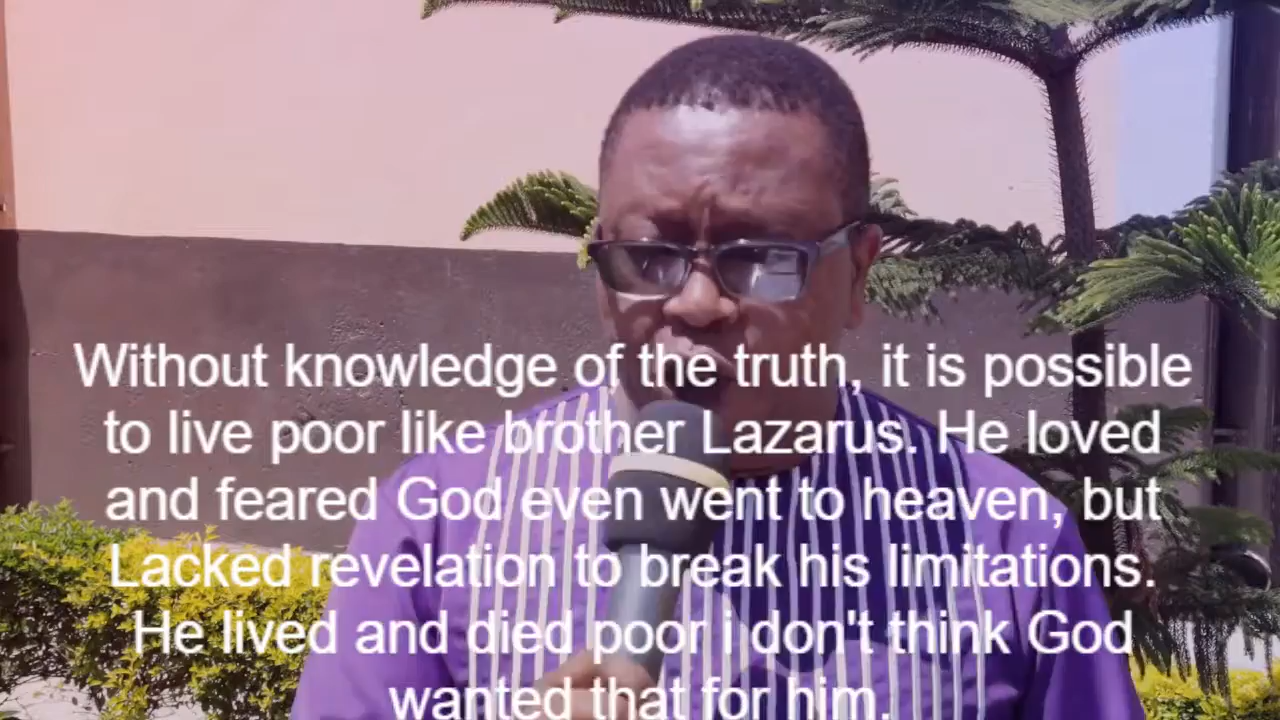 Without knowledge of the truth, it is possible
to live poor like brother Lazarus. He loved
and feared God even went to heaven, but
Lacked revelation to break his limitations.
He lived and died poor i don't think God
wanted that for him.